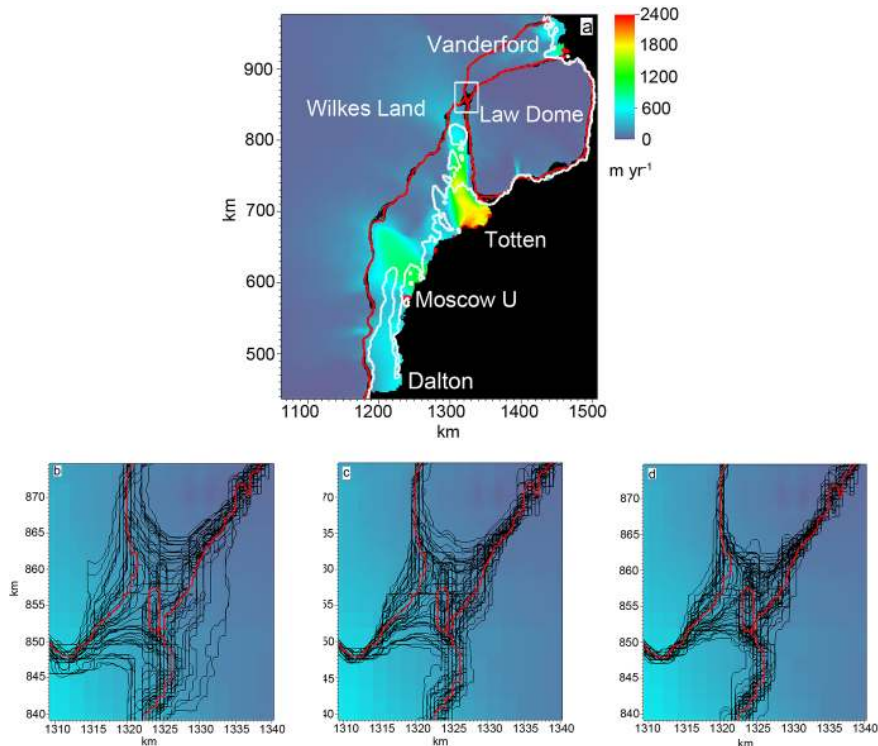 a
2400
1800
1200
600
0
m yr⁻¹
Vanderford
Wilkes Land
Law Dome
Totten
Moscow U
Dalton
900
800
700
600
500
km
1100 1200 1300 1400 1500
km
b
870
865
860
855
850
845
840
km
1310 1315 1320 1325 1330 1335 1340
km
c
70
65
60
55
50
45
40
1310 1315 1320 1325 1330 1335 1340
km
d
870
865
860
855
850
845
840
km
1310 1315 1320 1325 1330 1335 1340
km